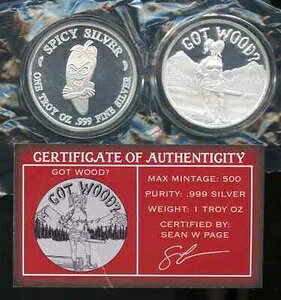 SPICY SILVER
ONE TROY OZ .999 FINE SILVER
GOT WOOD?
CERTIFICATE OF AUTHENTICITY
GOT WOOD?
GOT WOOD?
MAX MINTAGE: 500
PURITY: .999 SILVER
WEIGHT: 1 TROY OZ
CERTIFIED BY:
SEAN W PAGE